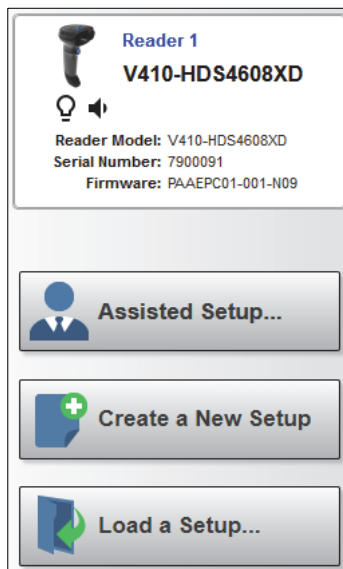 Reader 1
V410-HDS4608XD
Reader Model: V410-HDS4608XD
Serial Number: 7900091
Firmware: PAAEPC01-001-N09
Assisted Setup...
Create a New Setup
Load a Setup...